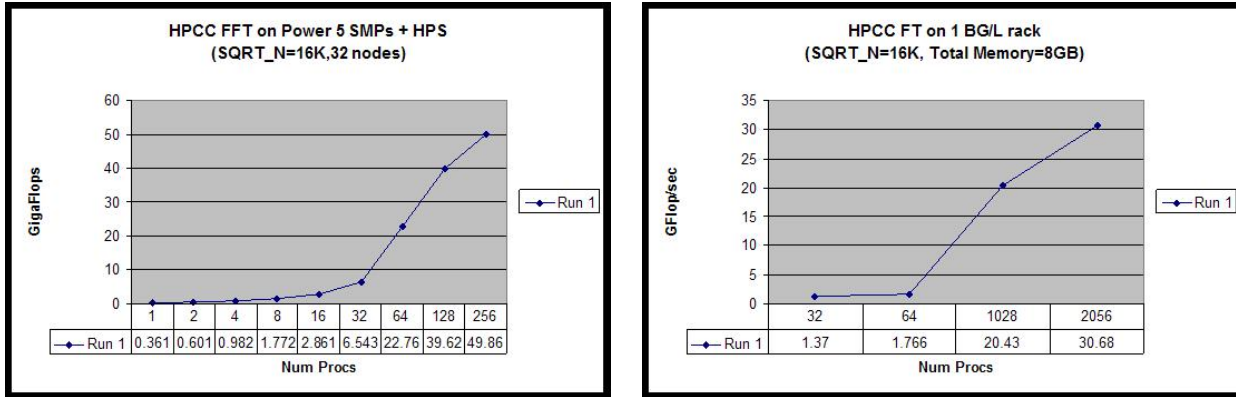 HPCC FFT on Power 5 SMPs + HPS
(SQRT_N=16K,32 nodes)
60
50
40
30
20
10
0
GigaFlops
1 2 4 8 16 32 64 128 256
Run 1 0.361 0.601 0.982 1.772 2.861 6.543 22.76 39.62 49.86
Num Procs
Run 1
HPCC FT on 1 BG/L rack
(SQRT_N=16K, Total Memory=8GB)
35
30
25
20
15
10
5
0
GFlop/sec
32 64 1028 2056
Run 1 1.37 1.766 20.43 30.68
Num Procs
Run 1